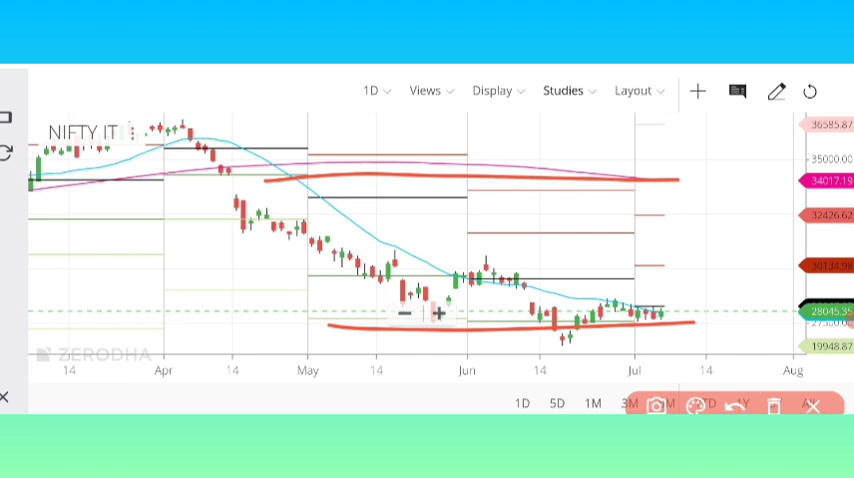 1D Views Display Studies Layout
NIFTY IT
36585.87
35000.00
34017.19
32426.62
30134.98
28045.35
19948.87
ZERODHA
14 Apr 14 May 14 Jun 14 Jul 14 Aug
1D 5D 1M 3M